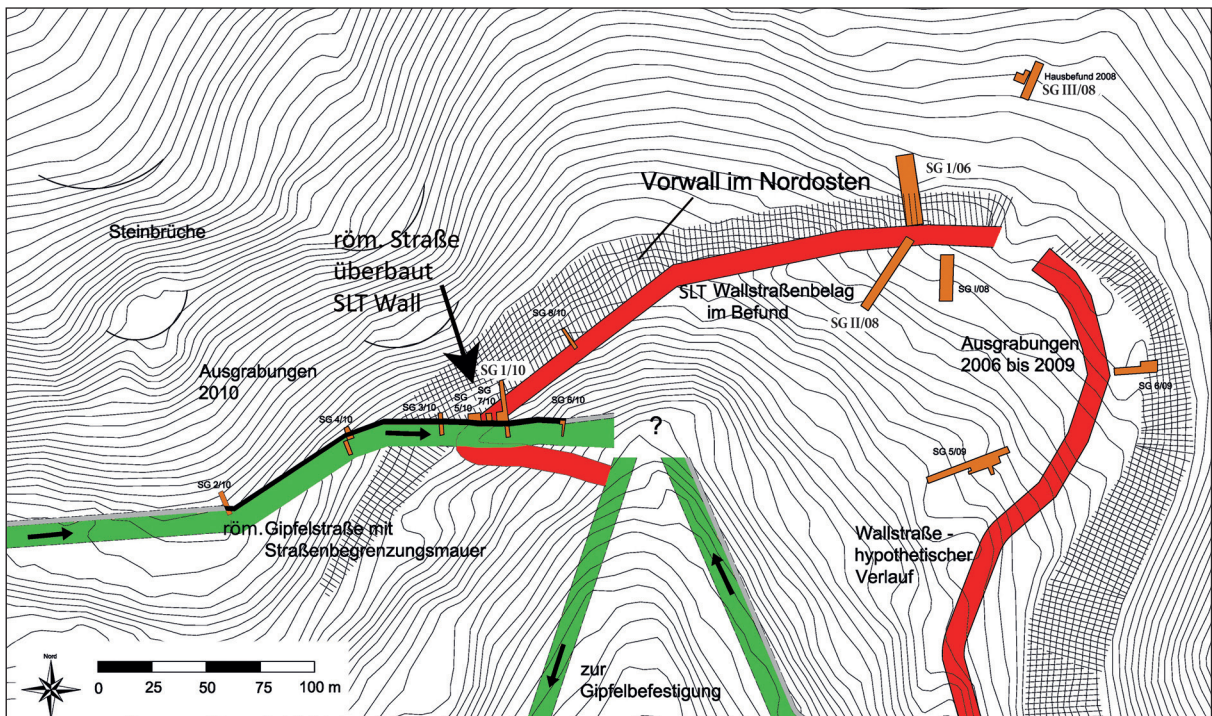 Hausbefund 2008
SG III/08
SG 1/06
Vorwall im Nordosten
Steinbrüche
röm. Straße
überbaut
SLT Wall
SLT Wallstraßenbelag
im Befund
SG I/08
SG II/08
SG 8/10
Ausgrabungen
2006 bis 2009
SG 6/09
Ausgrabungen
2010
SG 1/10
SG
7/10
SG
5/10
SG 3/10
SG 6/10
SG 4/10
?
SG 5/09
SG 2/10
röm. Gipfelstraße mit
Straßenbegrenzungsmauer
Wallstraße -
hypothetischer
Verlauf
zur
Gipfelbefestigung
Nord
0 25 50 75 100 m